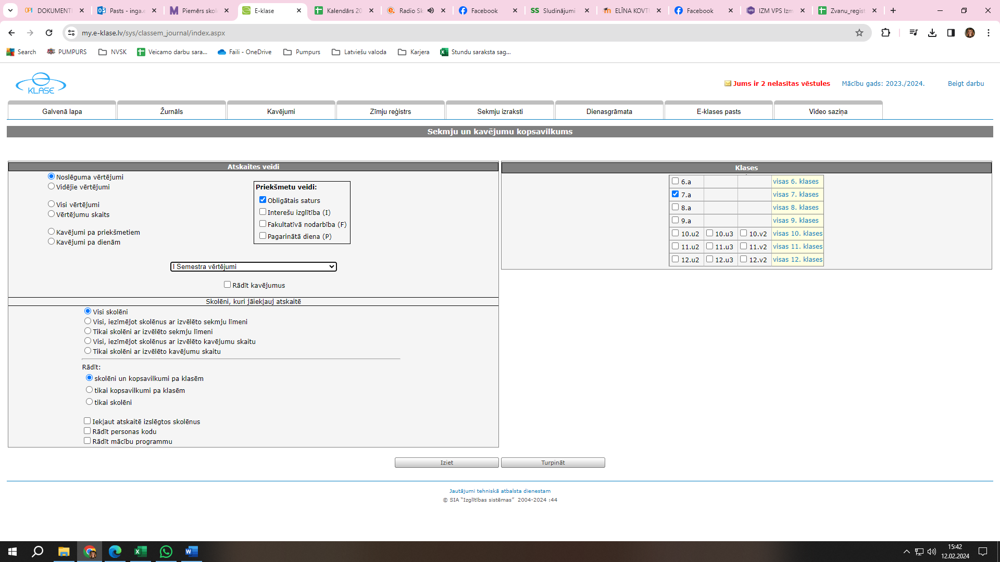 DOKUMENTI
Pasts - inga.e
Piemērs skol
E-klase
Kalendārs 20
Radio Sk
Facebook
SS
Sludinājumi
ELĪNA KOVTU
Facebook
IZM VPS Izm
Zvanu_regist
my.e-klase.lv/sys/classem_journal/index.aspx
Search
PUMPURS
NVSK
Veicamo darbu sara...
Faili - OneDrive
Pumpurs
Latviešu valoda
Karjera
Stundu saraksta sag...
KLASE
Jums ir 2 nelasītas vēstules
Mācību gads: 2023./2024.
Beigt darbu
Galvenā lapa
Žurnāls
Kavējumi
Zīmju reģistrs
Sekmju izraksti
Dienasgrāmata
E-klases pasts
Video saziņa
Sekmju un kavējumu kopsavilkums
Atskaites veidi
Noslēguma vērtējumi
Vidējie vērtējumi
Visi vērtējumi
Vērtējumu skaits
Kavējumi pa priekšmetiem
Kavējumi pa dienām
Priekšmetu veidi:
Obligātais saturs
Interešu izglītība (I)
Fakultatīvā nodarbība (F)
Pagarinātā diena (P)
I Semestra vērtējumi
Rādīt kavējumus
Skolēni, kuri jāiekļauj atskaitē
Visi skolēni
Visi, iezīmējot skolēnus ar izvēlēto sekmju līmeni
Tikai skolēni ar izvēlēto sekmju līmeni
Visi, iezīmējot skolēnus ar izvēlēto kavējumu skaitu
Tikai skolēni ar izvēlēto kavējumu skaitu
Rādīt:
skolēni un kopsavilkumi pa klasēm
tikai kopsavilkumi pa klasēm
tikai skolēni
Iekļaut atskaitē izslēgtos skolēnus
Rādīt personas kodu
Rādīt mācību programmu
Klases
6.a visas 6. klases
7.a visas 7. klases
8.a visas 8. klases
9.a visas 9. klases
10.u2 10.u3 10.v2 visas 10. klases
11.u2 11.u3 11.v2 visas 11. klases
12.u2 12.u3 12.v2 visas 12. klases
Iziet
Turpināt
Jautājumi tehniskā atbalsta dienestam
© SIA “Izglītības sistēmas” 2004-2024 :44
15:42
12.02.2024